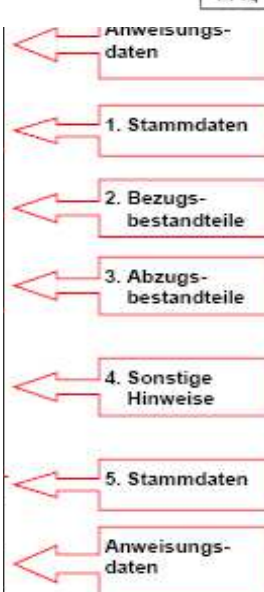 Anweisungs-
daten
1. Stammdaten
2. Bezugs-
bestandteile
3. Abzugs-
bestandteile
4. Sonstige
Hinweise
5. Stammdaten
Anweisungs-
daten